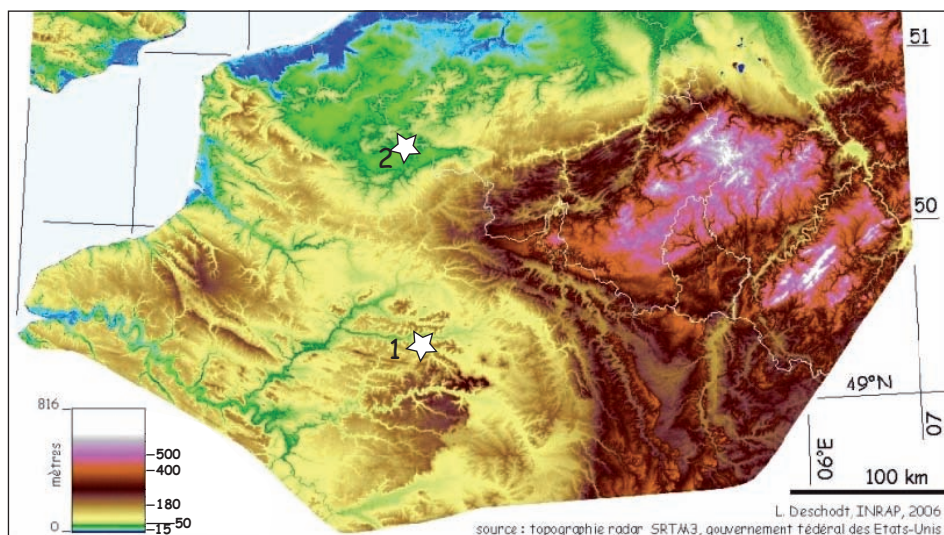 51
2
50
1
816
49°N
mètres
500
400
06°E
07
180
100 km
50
0
15
L. Deschodt, INRAP, 2006
source : topographie radar SRTM3, gouvernement fédéral des Etats-Unis